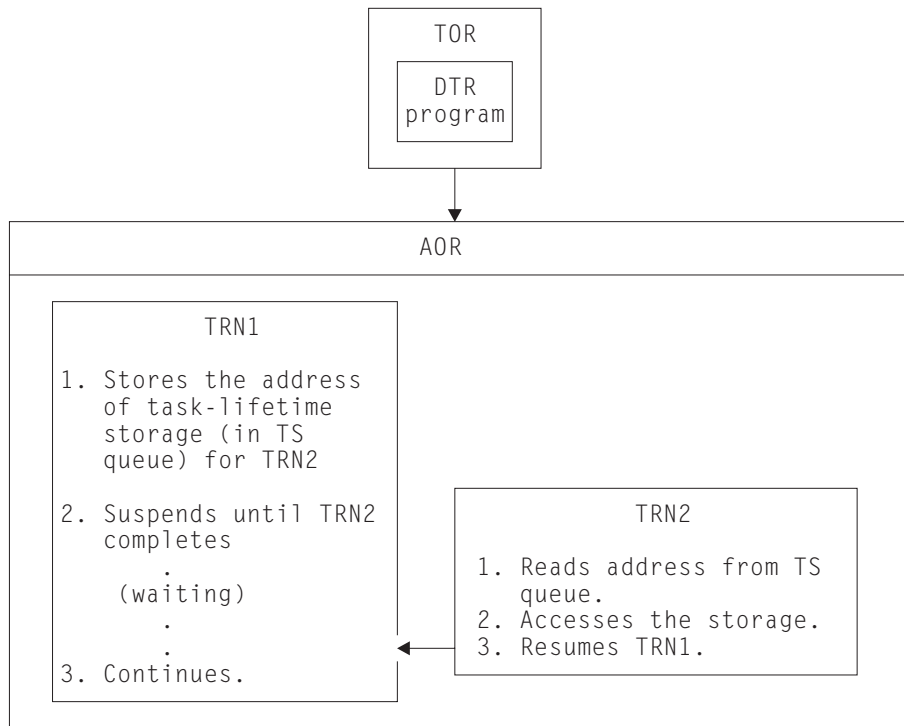 TOR
DTR
program
AOR
TRN1
1. Stores the address
of task-lifetime
storage (in TS
queue) for TRN2
2. Suspends until TRN2
completes
.
(waiting)
.
.
3. Continues.
TRN2
1. Reads address from TS
queue.
2. Accesses the storage.
3. Resumes TRN1.